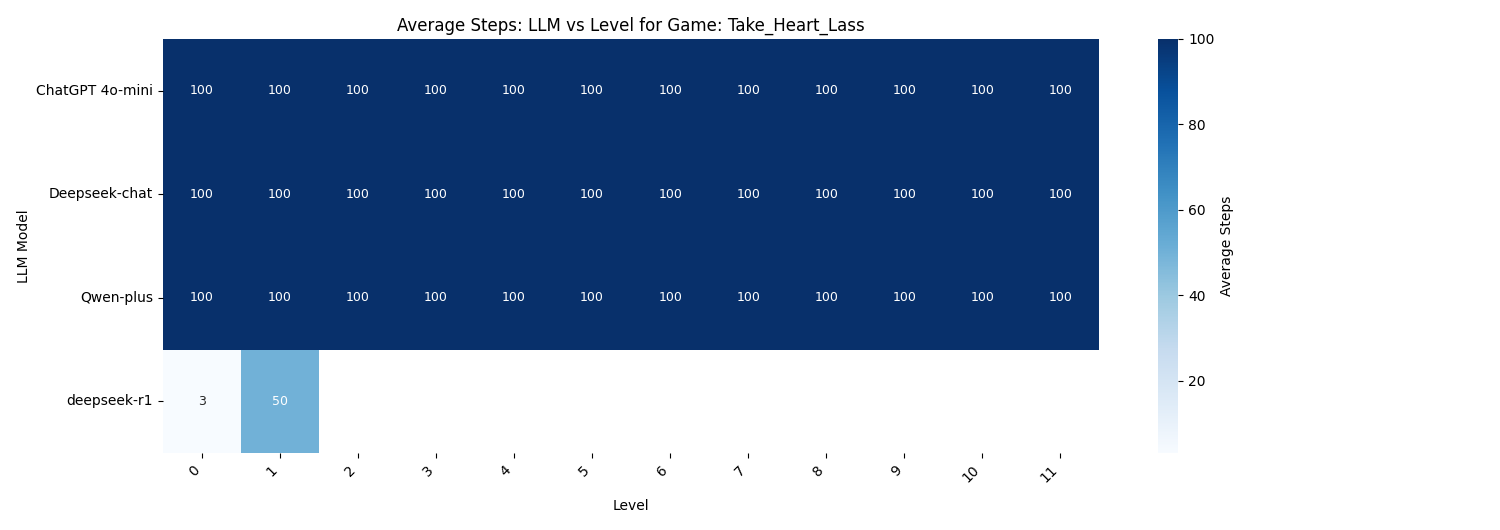 Average Steps: LLM vs Level for Game: Take_Heart_Lass
LLM Model
ChatGPT 4o-mini 100 100 100 100 100 100 100 100 100 100 100 100
Deepseek-chat 100 100 100 100 100 100 100 100 100 100 100 100
Qwen-plus 100 100 100 100 100 100 100 100 100 100 100 100
deepseek-r1 3 50
0 1 2 3 4 5 6 7 8 9 10 11
Level
100
80
60
40
20
Average Steps